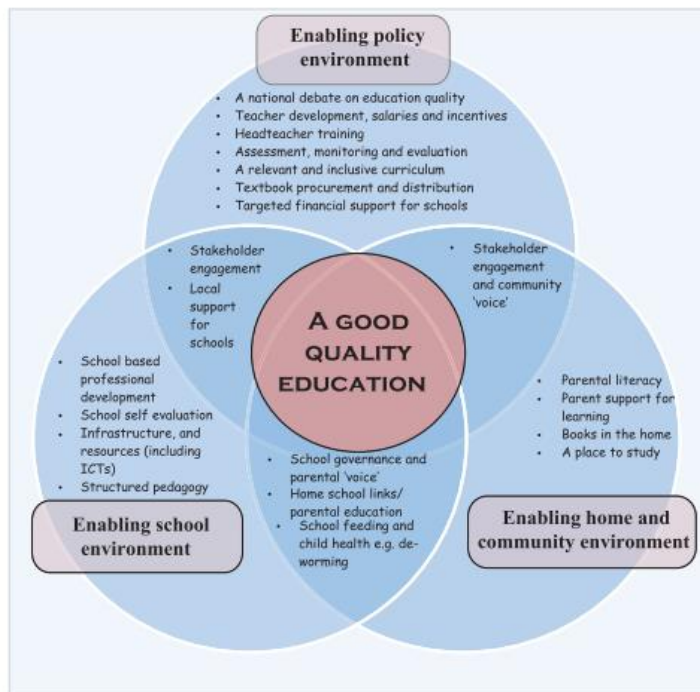 Enabling policy
environment
• A national debate on education quality
• Teacher development, salaries and incentives
• Headteacher training
• Assessment, monitoring and evaluation
• A relevant and inclusive curriculum
• Textbook procurement and distribution
• Targeted financial support for schools
• Stakeholder
engagement
• Local
support
for
schools
• Stakeholder
engagement
and community
'voice'
A GOOD
QUALITY
EDUCATION
• School based
professional
development
• School self evaluation
• Infrastructure, and
resources (including
ICTs)
• Structured pedagogy
• Parental literacy
• Parent support for
learning
• Books in the home
• A place to study
• School governance and
parental 'voice'
• Home school links/
parental education
• School feeding and
child health e.g. de-
worming
Enabling school
environment
Enabling home and
community environment